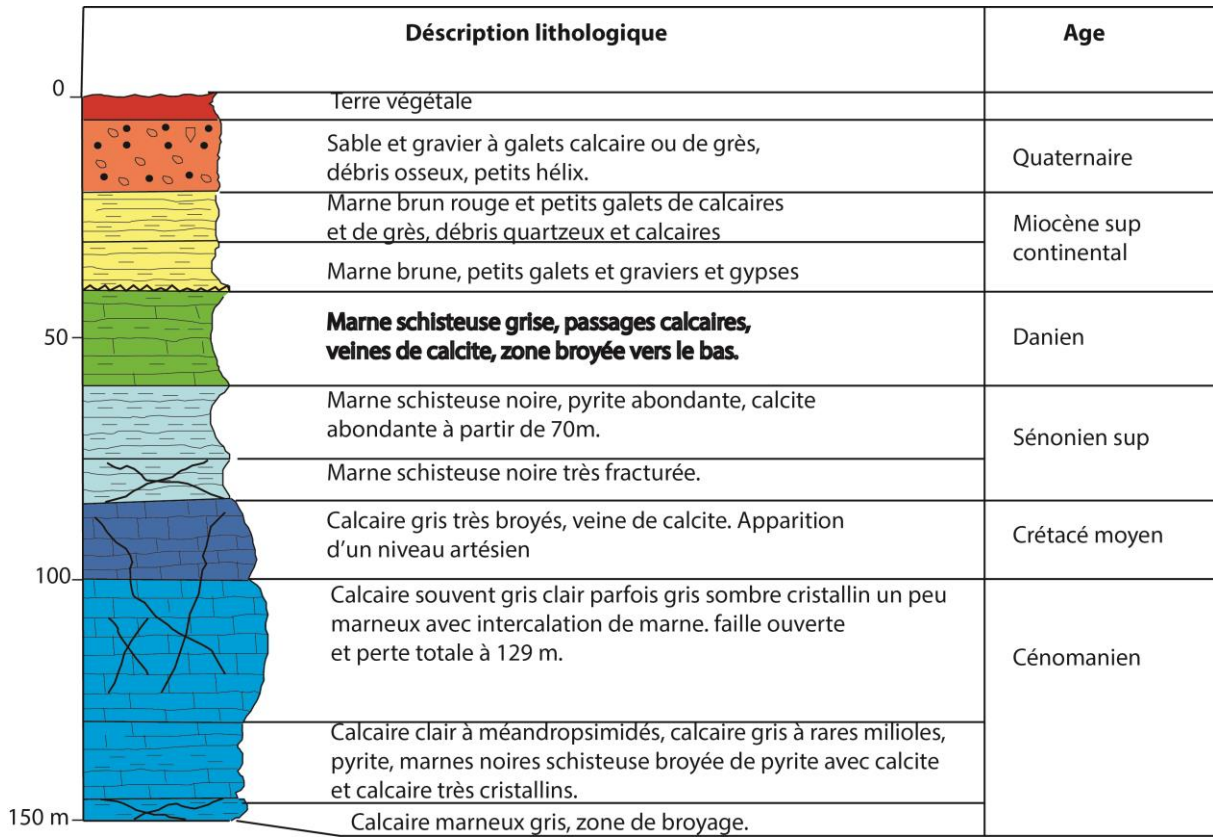 Déscription lithologique
Age
0
Terre végétale
Sable et gravier à galets calcaire ou de grès,
débris osseux, petits hélix.
Quaternaire
Marne brun rouge et petits galets de calcaires
et de grès, débris quartzeux et calcaires
Miocène sup
continental
Marne brune, petits galets et graviers et gypses
50
Marne schisteuse grise, passages calcaires,
veines de calcite, zone broyée vers le bas.
Danien
Marne schisteuse noire, pyrite abondante, calcite
abondante à partir de 70m.
Sénonien sup
Marne schisteuse noire très fracturée.
Calcaire gris très broyés, veine de calcite. Apparition
d’un niveau artésien
Crétacé moyen
100
Calcaire souvent gris clair parfois gris sombre cristallin un peu
marneux avec intercalation de marne. faille ouverte
et perte totale à 129 m.
Cénomanien
Calcaire clair à méandropsimidés, calcaire gris à rares milioles,
pyrite, marnes noires schisteuse broyée de pyrite avec calcite
et calcaire très cristallins.
150 m
Calcaire marneux gris, zone de broyage.